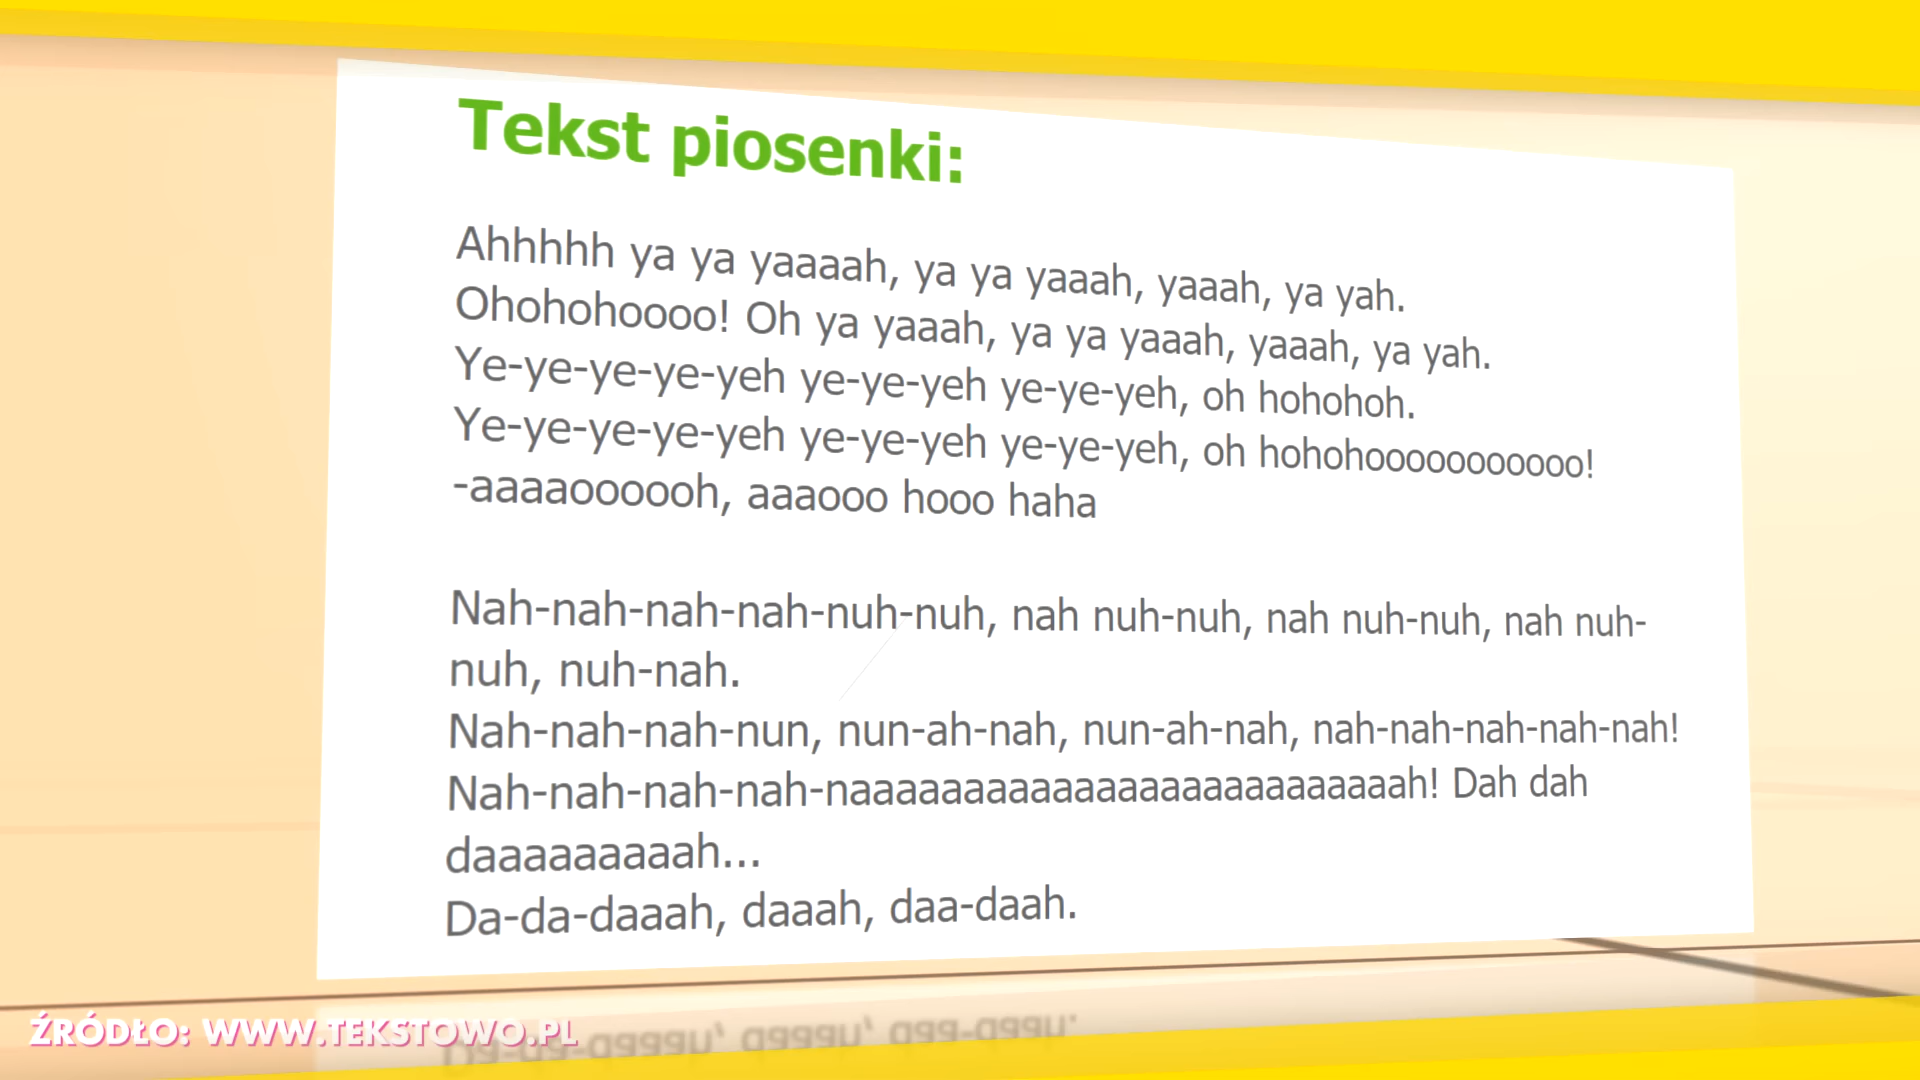 Tekst piosenki:
Ahhhhh ya ya yaaaah, ya ya yaaah, yaaah, ya yah.
Ohohohoooo! Oh ya yaaah, ya ya yaaah, yaaah, ya yah.
Ye-ye-ye-ye-yeh ye-ye-yeh ye-ye-yeh, oh hohohoh.
Ye-ye-ye-ye-yeh ye-ye-yeh ye-ye-yeh, oh hohohooooooooooo!
-aaaaoooooh, aaaooo hooo haha
Nah-nah-nah-nah-nuh-nuh, nah nuh-nuh, nah nuh-nuh, nah nuh-
nuh, nuh-nah.
Nah-nah-nah-nun, nun-ah-nah, nun-ah-nah, nah-nah-nah-nah-nah!
Nah-nah-nah-nah-naaaaaaaaaaaaaaaaaaaaaaaaaah! Dah dah
daaaaaaaaaah...
Da-da-daaah, daaah, daa-daah.
ŹRÓDŁO: WWW.TEKSTOWO.PL